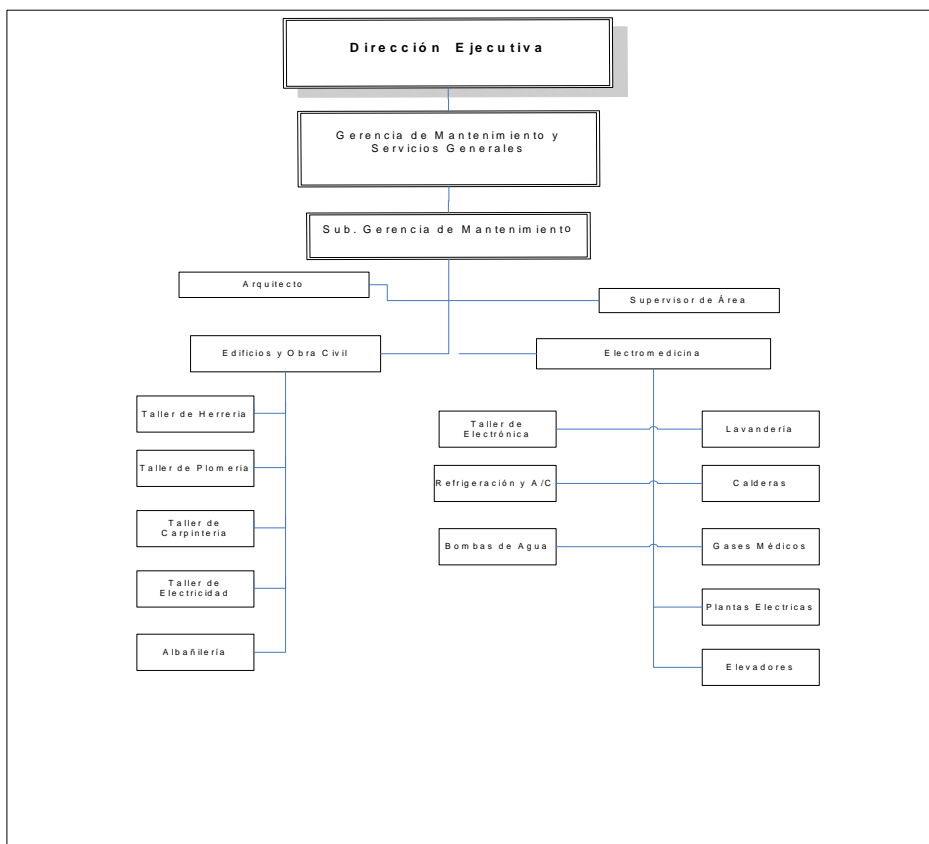 Dirección Ejecutiva
Gerencia de Mantenimiento y
Servicios Generales
Sub. Gerencia de Mantenimiento
Arquitecto
Supervisor de Área
Edificios y Obra Civil
Electromedicina
Taller de Herreria
Taller de Plomeria
Taller de
Carpinteria
Taller de
Electricidad
Albañilería
Taller de
Electrónica
Lavandería
Refrigeración y A/C
Calderas
Bombas de Agua
Gases Médicos
Plantas Electricas
Elevadores